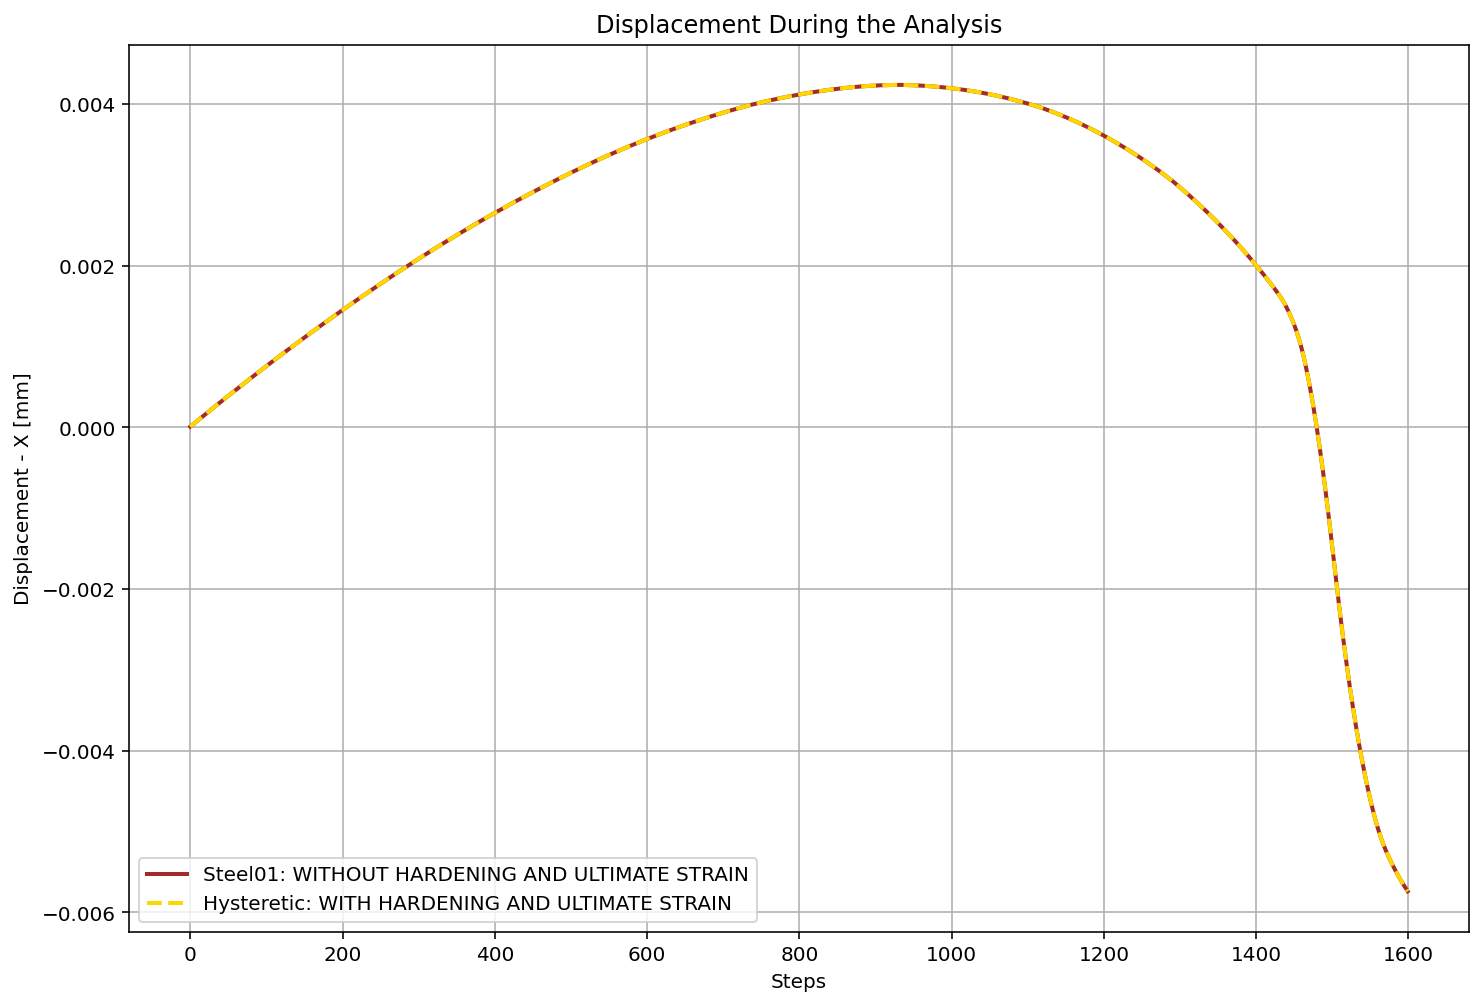 Displacement During the Analysis
Displacement - X [mm]
0.004
0.002
0.000
−0.002
−0.004
−0.006
Steel01: WITHOUT HARDENING AND ULTIMATE STRAIN
Hysteretic: WITH HARDENING AND ULTIMATE STRAIN
0 200 400 600 800 1000 1200 1400 1600
Steps